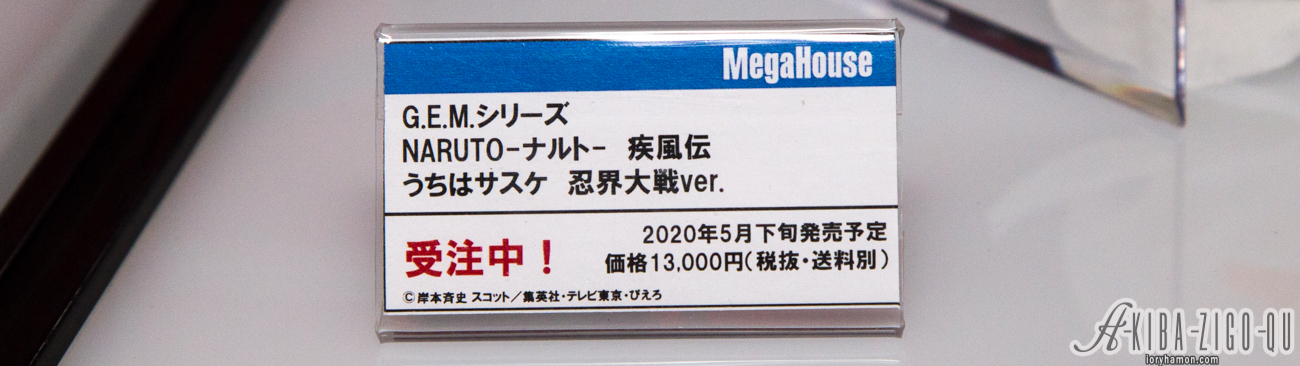 MegaHouse
G.E.M.シリーズ
NARUTO-ナルト- 疾風伝
うちはサスケ 忍界大戦ver.
受注中！
2020年5月下旬発売予定
価格13,000円(税抜・送料別)
©岸本斉史 スコット／集英社・テレビ東京・ぴえろ
A-KIBA-ZIGO-QU
loryhamon.com